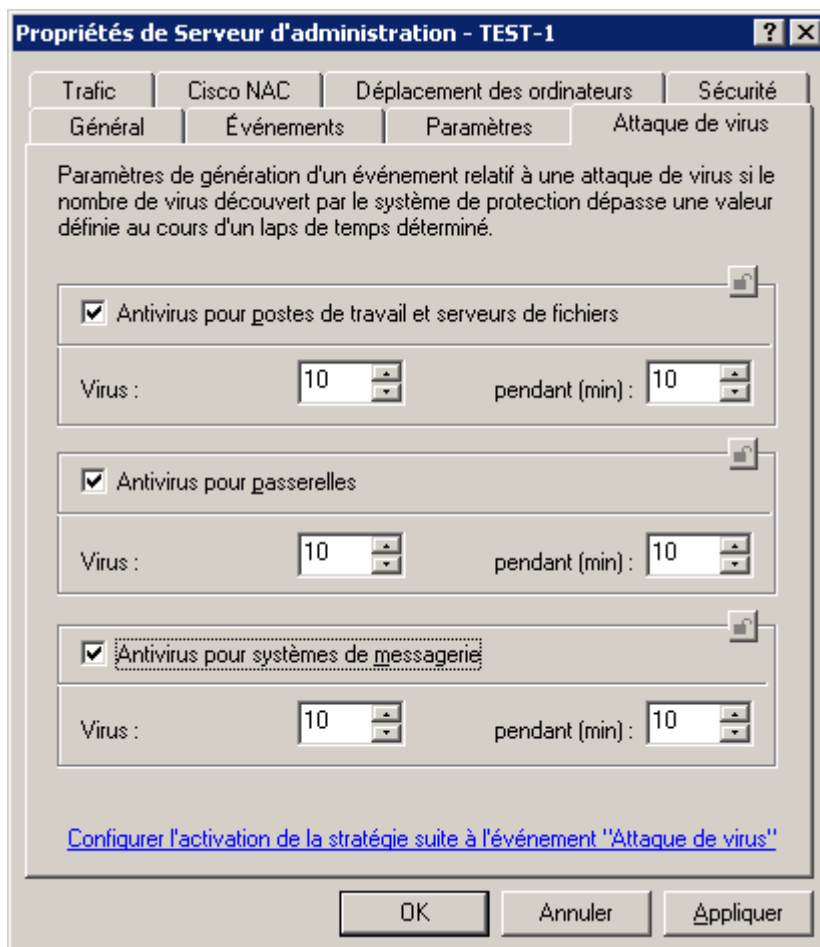 Propriétés de Serveur d'administration - TEST-1
Trafic Cisco NAC Déplacement des ordinateurs Sécurité
Général Événements Paramètres Attaque de virus
Paramètres de génération d'un événement relatif à une attaque de virus si le
nombre de virus découvert par le système de protection dépasse une valeur
définie au cours d'un laps de temps déterminé.
Antivirus pour postes de travail et serveurs de fichiers
Virus : 10 pendant (min) : 10
Antivirus pour passerelles
Virus : 10 pendant (min) : 10
Antivirus pour systèmes de messagerie
Virus : 10 pendant (min) : 10
Configurer l'activation de la stratégie suite à l'événement "Attaque de virus"
OK Annuler Appliquer